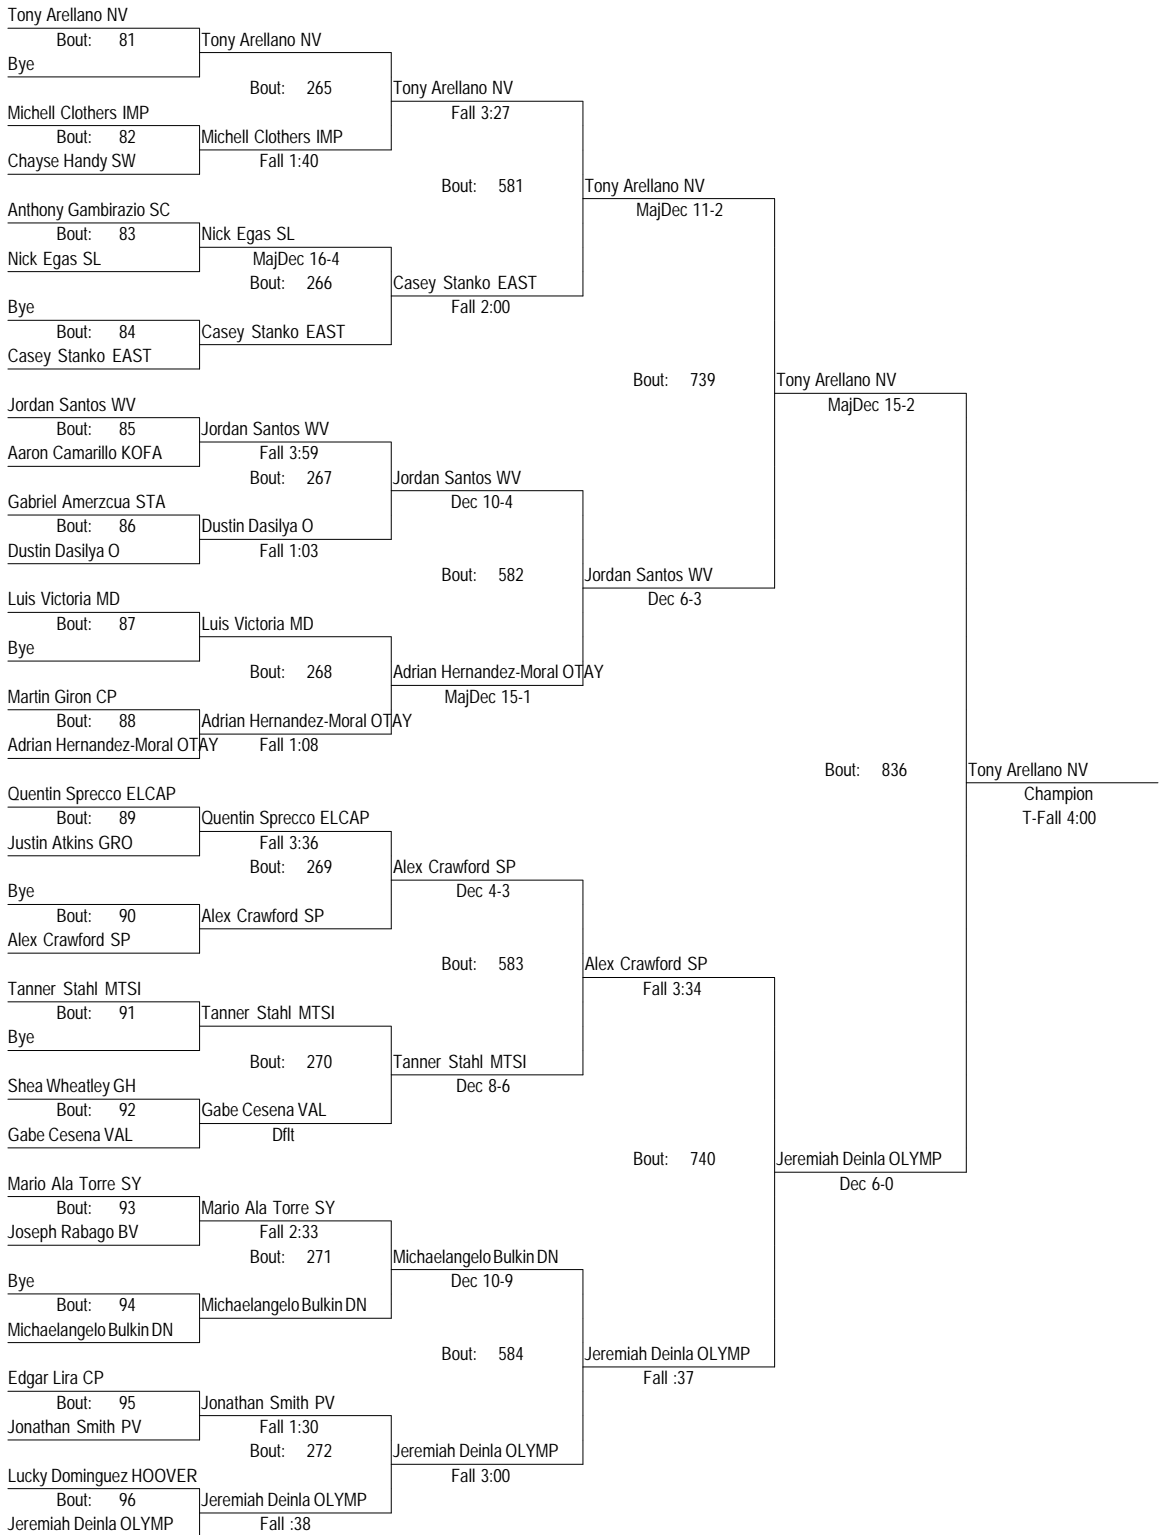 Tony Arellano NV
Bout: 81
Tony Arellano NV
Bye
Bout: 265
Tony Arellano NV
Fall 3:27
Michell Clothers IMP
Bout: 82
Michell Clothers IMP
Chayse Handy SW
Fall 1:40
Bout: 581
Tony Arellano NV
MajDec 11-2
Anthony Gambirazio SC
Bout: 83
Nick Egas SL
Nick Egas SL
MajDec 16-4
Bout: 266
Casey Stanko EAST
Fall 2:00
Bye
Bout: 84
Casey Stanko EAST
Casey Stanko EAST
Bout: 739
Tony Arellano NV
MajDec 15-2
Jordan Santos WV
Bout: 85
Jordan Santos WV
Aaron Camarillo KOFA
Fall 3:59
Bout: 267
Jordan Santos WV
Dec 10-4
Gabriel Amerzcua STA
Bout: 86
Dustin Dasilya O
Dustin Dasilya O
Fall 1:03
Bout: 582
Jordan Santos WV
Dec 6-3
Luis Victoria MD
Bout: 87
Luis Victoria MD
Bye
Bout: 268
Adrian Hernandez-Moral OTAY
MajDec 15-1
Martin Giron CP
Bout: 88
Adrian Hernandez-Moral OTAY
Adrian Hernandez-Moral OTAY
Fall 1:08
Bout: 836
Tony Arellano NV
Champion
T-Fall 4:00
Quentin Sprecco ELCAP
Bout: 89
Quentin Sprecco ELCAP
Justin Atkins GRO
Fall 3:36
Bout: 269
Alex Crawford SP
Dec 4-3
Bye
Bout: 90
Alex Crawford SP
Alex Crawford SP
Bout: 583
Alex Crawford SP
Fall 3:34
Tanner Stahl MTSI
Bout: 91
Tanner Stahl MTSI
Bye
Bout: 270
Tanner Stahl MTSI
Dec 8-6
Shea Wheatley GH
Bout: 92
Gabe Cesena VAL
Gabe Cesena VAL
Dflt
Bout: 740
Jeremiah Deinla OLYMP
Dec 6-0
Mario Ala Torre SY
Bout: 93
Mario Ala Torre SY
Joseph Rabago BV
Fall 2:33
Bout: 271
Michaelangelo Bulkin DN
Dec 10-9
Bye
Bout: 94
Michaelangelo Bulkin DN
Michaelangelo Bulkin DN
Bout: 584
Jeremiah Deinla OLYMP
Fall :37
Edgar Lira CP
Bout: 95
Jonathan Smith PV
Jonathan Smith PV
Fall 1:30
Bout: 272
Jeremiah Deinla OLYMP
Fall 3:00
Lucky Dominguez HOOVER
Bout: 96
Jeremiah Deinla OLYMP
Jeremiah Deinla OLYMP
Fall :38